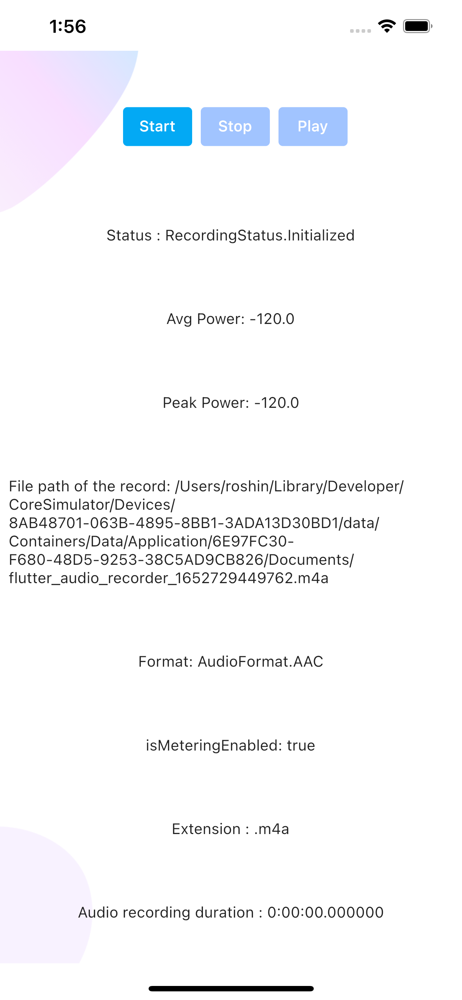 1:56
Start Stop Play
Status : RecordingStatus.Initialized
Avg Power: -120.0
Peak Power: -120.0
File path of the record: /Users/roshin/Library/Developer/
CoreSimulator/Devices/
8AB48701-063B-4895-8BB1-3ADA13D30BD1/data/
Containers/Data/Application/6E97FC30-
F680-48D5-9253-38C5AD9CB826/Documents/
flutter_audio_recorder_1652729449762.m4a
Format: AudioFormat.AAC
isMeteringEnabled: true
Extension : .m4a
Audio recording duration : 0:00:00.000000